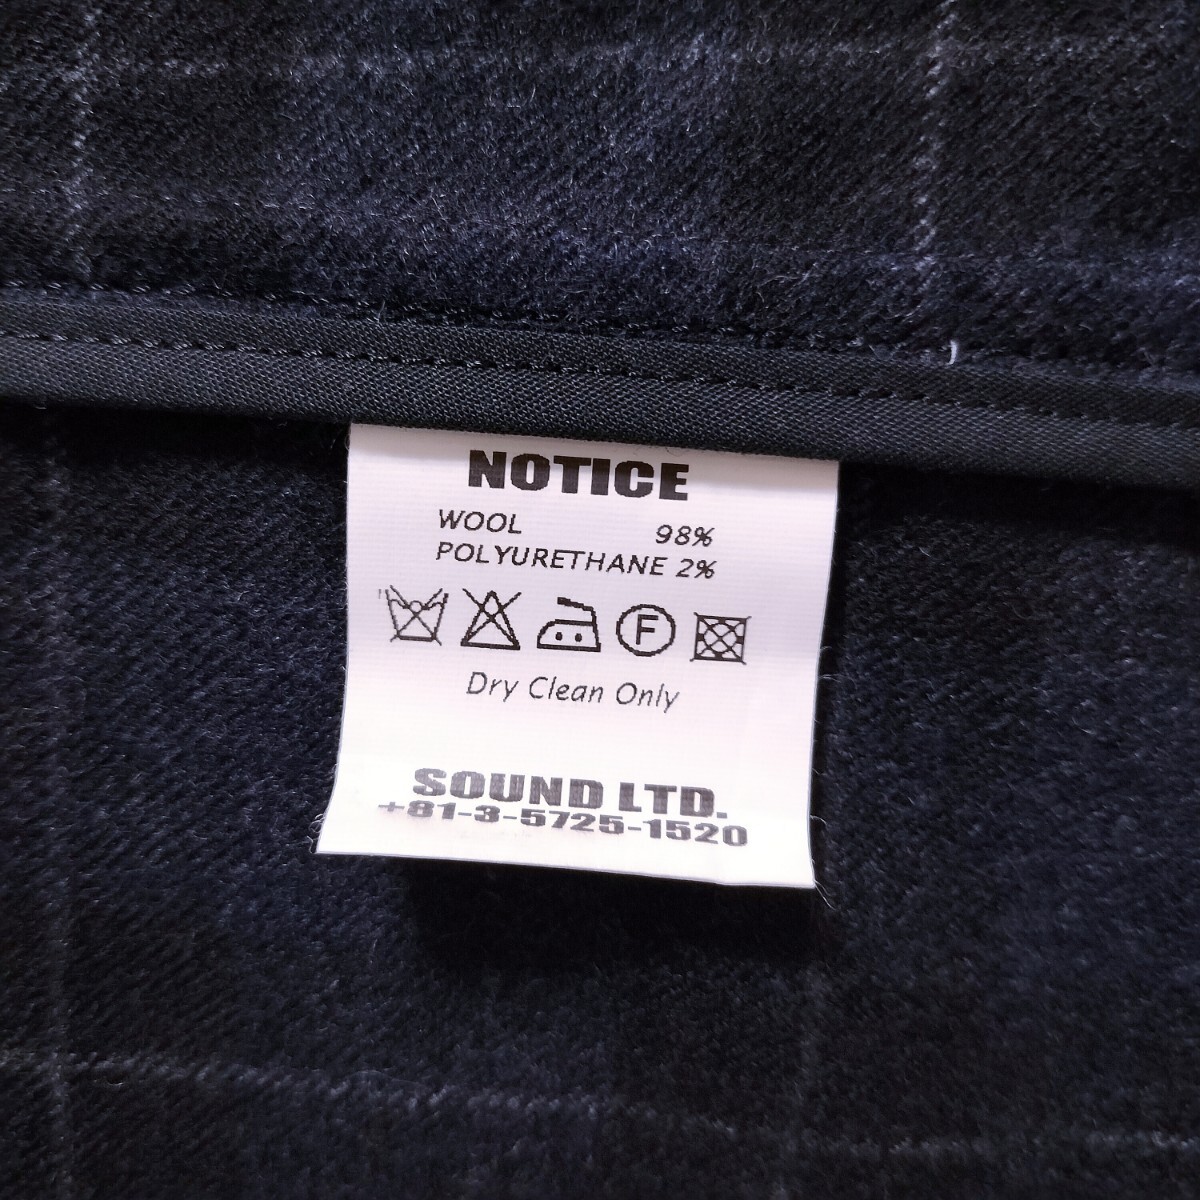 NOTICE
WOOL 98%
POLYURETHANE 2%
F
Dry Clean Only
SOUND LTD.
+81-3-5725-1520